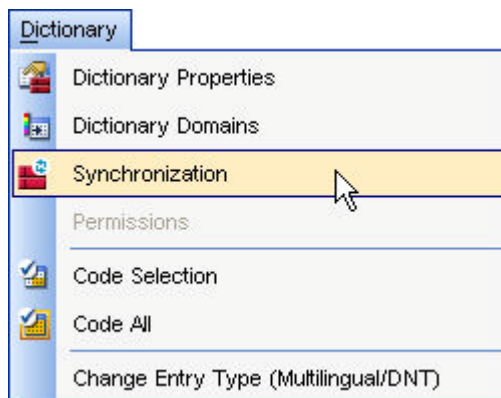 Dictionary
Dictionary Properties
Dictionary Domains
Synchronization
Permissions
Code Selection
Code All
Change Entry Type (Multilingual/DNT)